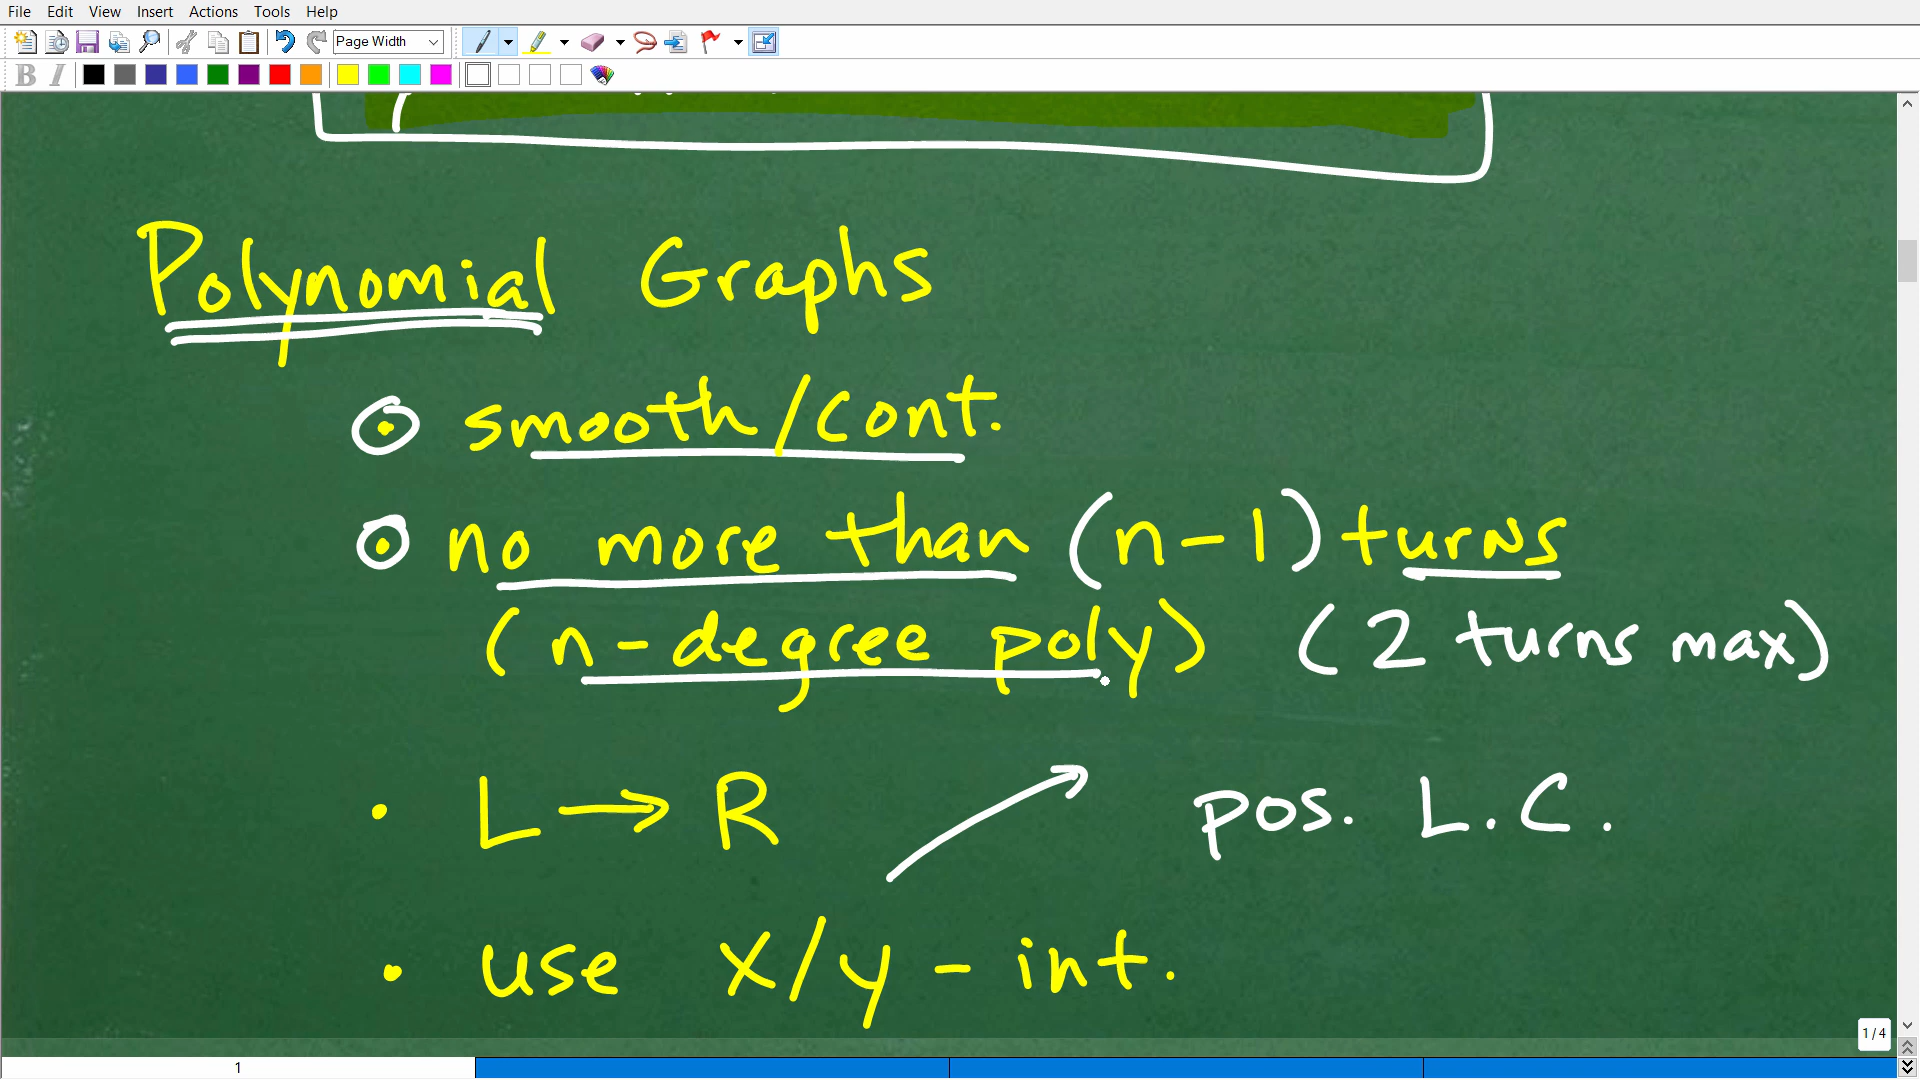 File Edit View Insert Actions Tools Help
Page Width
B I
Polynomial Graphs
• smooth/cont.
• no more than (n-1) turns
(n-degree poly) (2 turns max)
• L → R pos. L.C.
• use x/y-int.
1/4
1